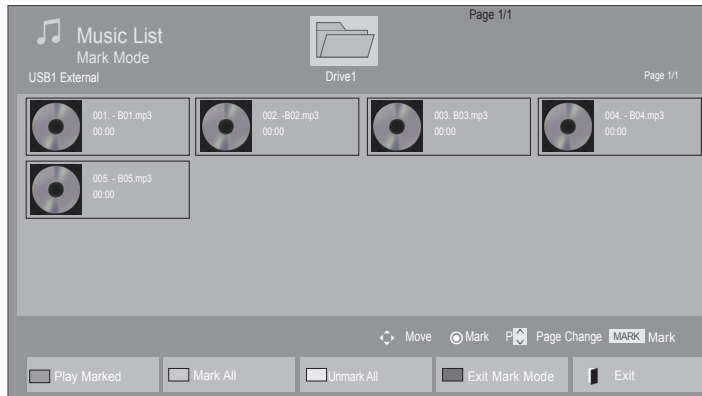 Page 1/1
Music List
Mark Mode
USB1 External
Drive1
Page 1/1
001. - B01.mp3
00:00
002. -B02.mp3
00:00
003. B03.mp3
00:00
004. - B04.mp3
00:00
005. - B05.mp3
00:00
Move Mark P Page Change MARK Mark
Play Marked Mark All Unmark All Exit Mark Mode Exit